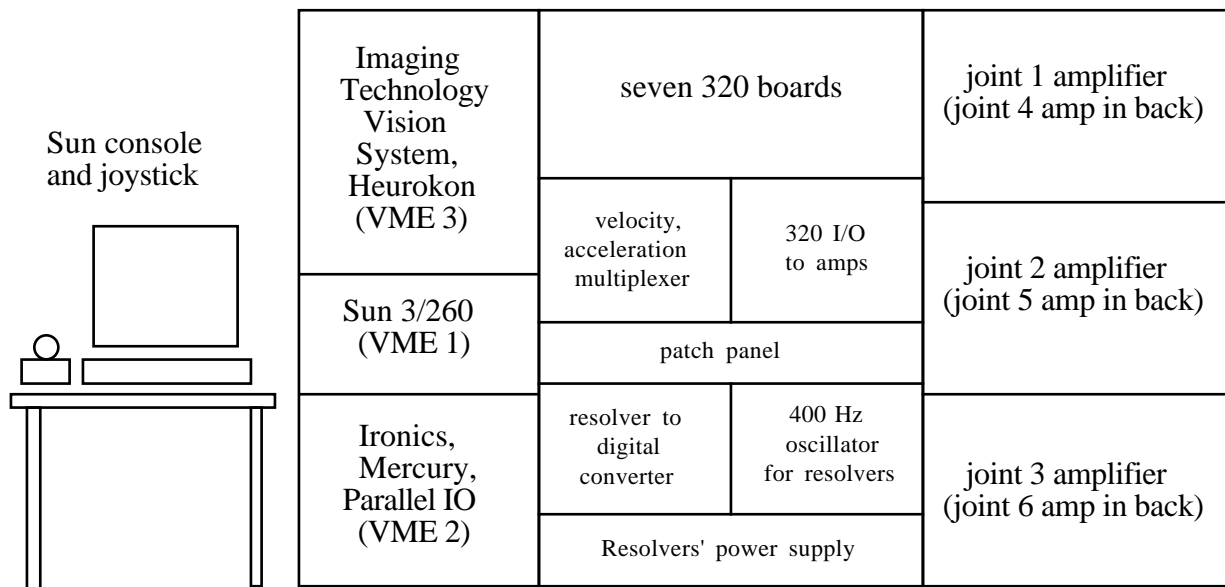 Sun console
and joystick
Imaging
Technology
Vision
System,
Heurokon
(VME 3)
Sun 3/260
(VME 1)
Ironics,
Mercury,
Parallel IO
(VME 2)
seven 320 boards
velocity,
acceleration
multiplexer
320 I/O
to amps
patch panel
resolver to
digital
converter
400 Hz
oscillator
for resolvers
Resolvers' power supply
joint 1 amplifier
(joint 4 amp in back)
joint 2 amplifier
(joint 5 amp in back)
joint 3 amplifier
(joint 6 amp in back)